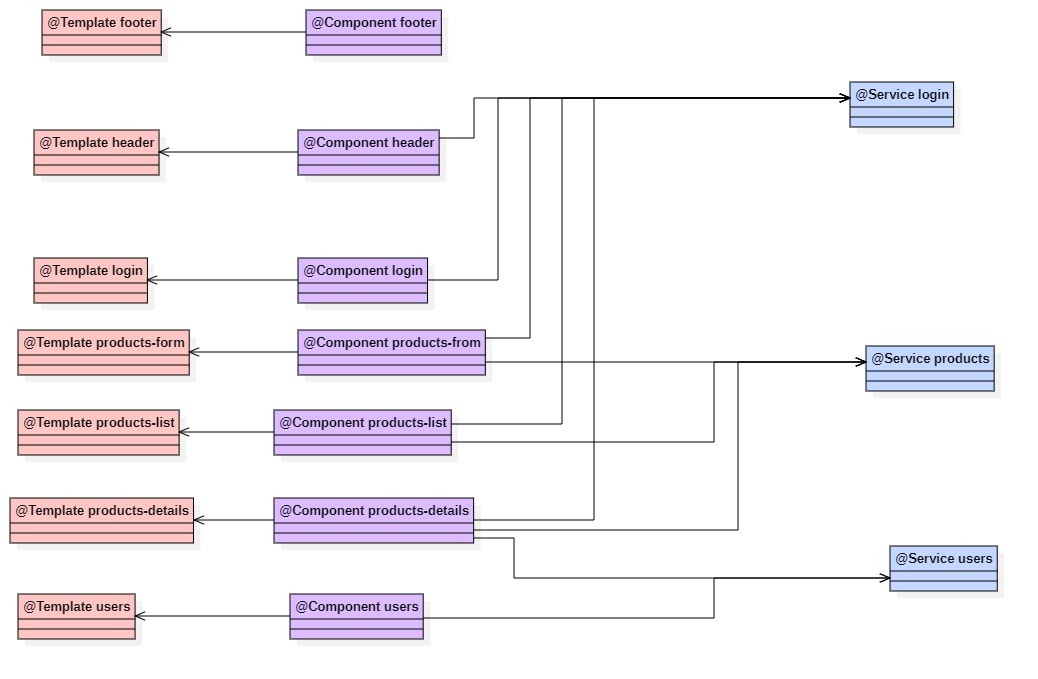 @Template footer
@Component footer
@Service login
@Template header
@Component header
@Template login
@Component login
@Template products-form
@Component products-from
@Service products
@Template products-list
@Component products-list
@Template products-details
@Component products-details
@Service users
@Template users
@Component users